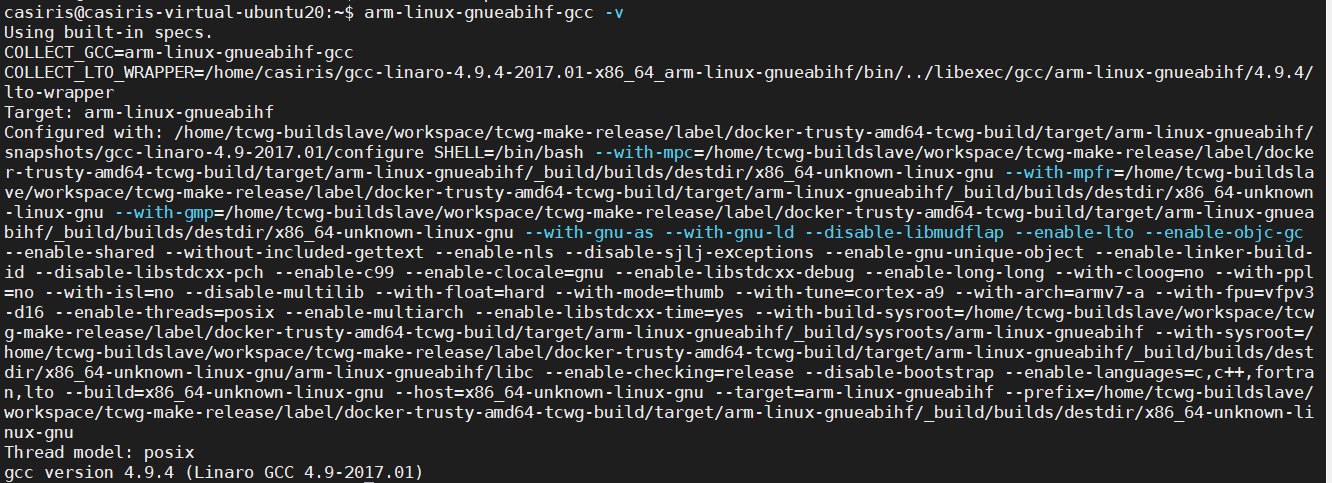 casiris@casiris-virtual-ubuntu20:~$ arm-linux-gnueabihf-gcc -v
Using built-in specs.
COLLECT_GCC=arm-linux-gnueabihf-gcc
COLLECT_LTO_WRAPPER=/home/casiris/gcc-linaro-4.9.4-2017.01-x86_64_arm-linux-gnueabihf/bin/../libexec/gcc/arm-linux-gnueabihf/4.9.4/
lto-wrapper
Target: arm-linux-gnueabihf
Configured with: /home/tcwg-buildslave/workspace/tcwg-make-release/label/docker-trusty-amd64-tcwg-build/target/arm-linux-gnueabihf/
snapshots/gcc-linaro-4.9-2017.01/configure SHELL=/bin/bash --with-mpc=/home/tcwg-buildslave/workspace/tcwg-make-release/label/docke
r-trusty-amd64-tcwg-build/target/arm-linux-gnueabihf/_build/builds/destdir/x86_64-unknown-linux-gnu --with-mpfr=/home/tcwg-buildsla
ve/workspace/tcwg-make-release/label/docker-trusty-amd64-tcwg-build/target/arm-linux-gnueabihf/_build/builds/destdir/x86_64-unknown
-linux-gnu --with-gmp=/home/tcwg-buildslave/workspace/tcwg-make-release/label/docker-trusty-amd64-tcwg-build/target/arm-linux-gnuea
bihf/_build/builds/destdir/x86_64-unknown-linux-gnu --with-gnu-as --with-gnu-ld --disable-libmudflap --enable-lto --enable-objc-gc
--enable-shared --without-included-gettext --enable-nls --disable-sjlj-exceptions --enable-gnu-unique-object --enable-linker-build-
id --disable-libstdcxx-pch --enable-c99 --enable-clocale=gnu --enable-libstdcxx-debug --enable-long-long --with-cloog=no --with-ppl
=no --with-isl=no --disable-multilib --with-float=hard --with-mode=thumb --with-tune=cortex-a9 --with-arch=armv7-a --with-fpu=vfpv3
-d16 --enable-threads=posix --enable-multiarch --enable-libstdcxx-time=yes --with-build-sysroot=/home/tcwg-buildslave/workspace/tcw
g-make-release/label/docker-trusty-amd64-tcwg-build/target/arm-linux-gnueabihf/_build/sysroots/arm-linux-gnueabihf --with-sysroot=/
home/tcwg-buildslave/workspace/tcwg-make-release/label/docker-trusty-amd64-tcwg-build/target/arm-linux-gnueabihf/_build/builds/dest
dir/x86_64-unknown-linux-gnu/arm-linux-gnueabihf/libc --enable-checking=release --disable-bootstrap --enable-languages=c,c++,fortra
n,lto --build=x86_64-unknown-linux-gnu --host=x86_64-unknown-linux-gnu --target=arm-linux-gnueabihf --prefix=/home/tcwg-buildslave/
workspace/tcwg-make-release/label/docker-trusty-amd64-tcwg-build/target/arm-linux-gnueabihf/_build/builds/destdir/x86_64-unknown-li
nux-gnu
Thread model: posix
gcc version 4.9.4 (Linaro GCC 4.9-2017.01)